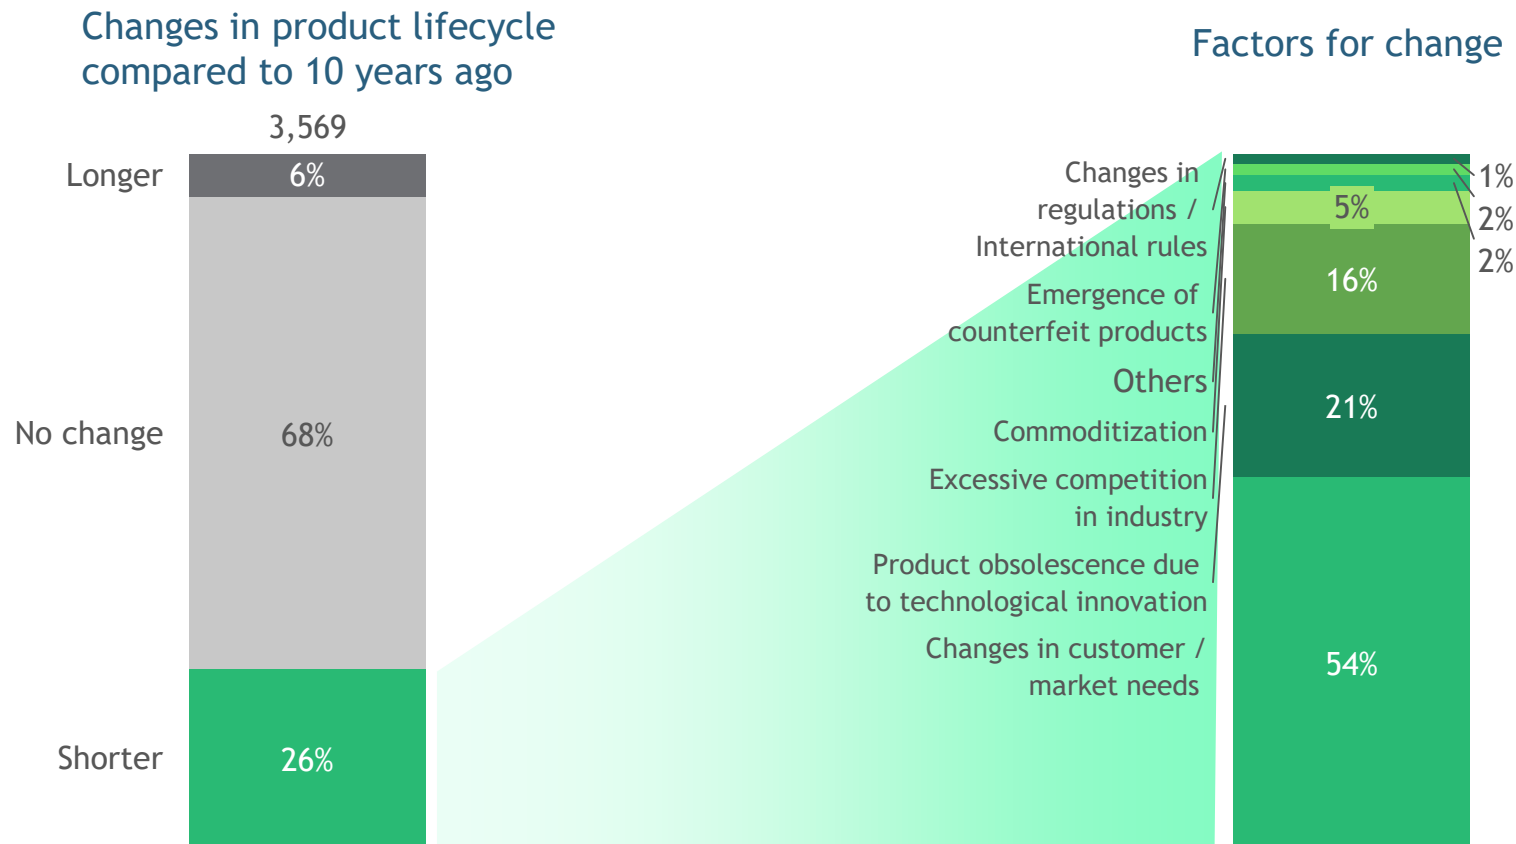 Changes in product lifecycle
compared to 10 years ago
3,569
Longer
6%
No change
68%
Shorter
26%
Factors for change
Changes in
regulations /
International rules
Emergence of
counterfeit products
Others
Commoditization
Excessive competition
in industry
Product obsolescence due
to technological innovation
Changes in customer /
market needs
1%
2%
2%
5%
16%
21%
54%